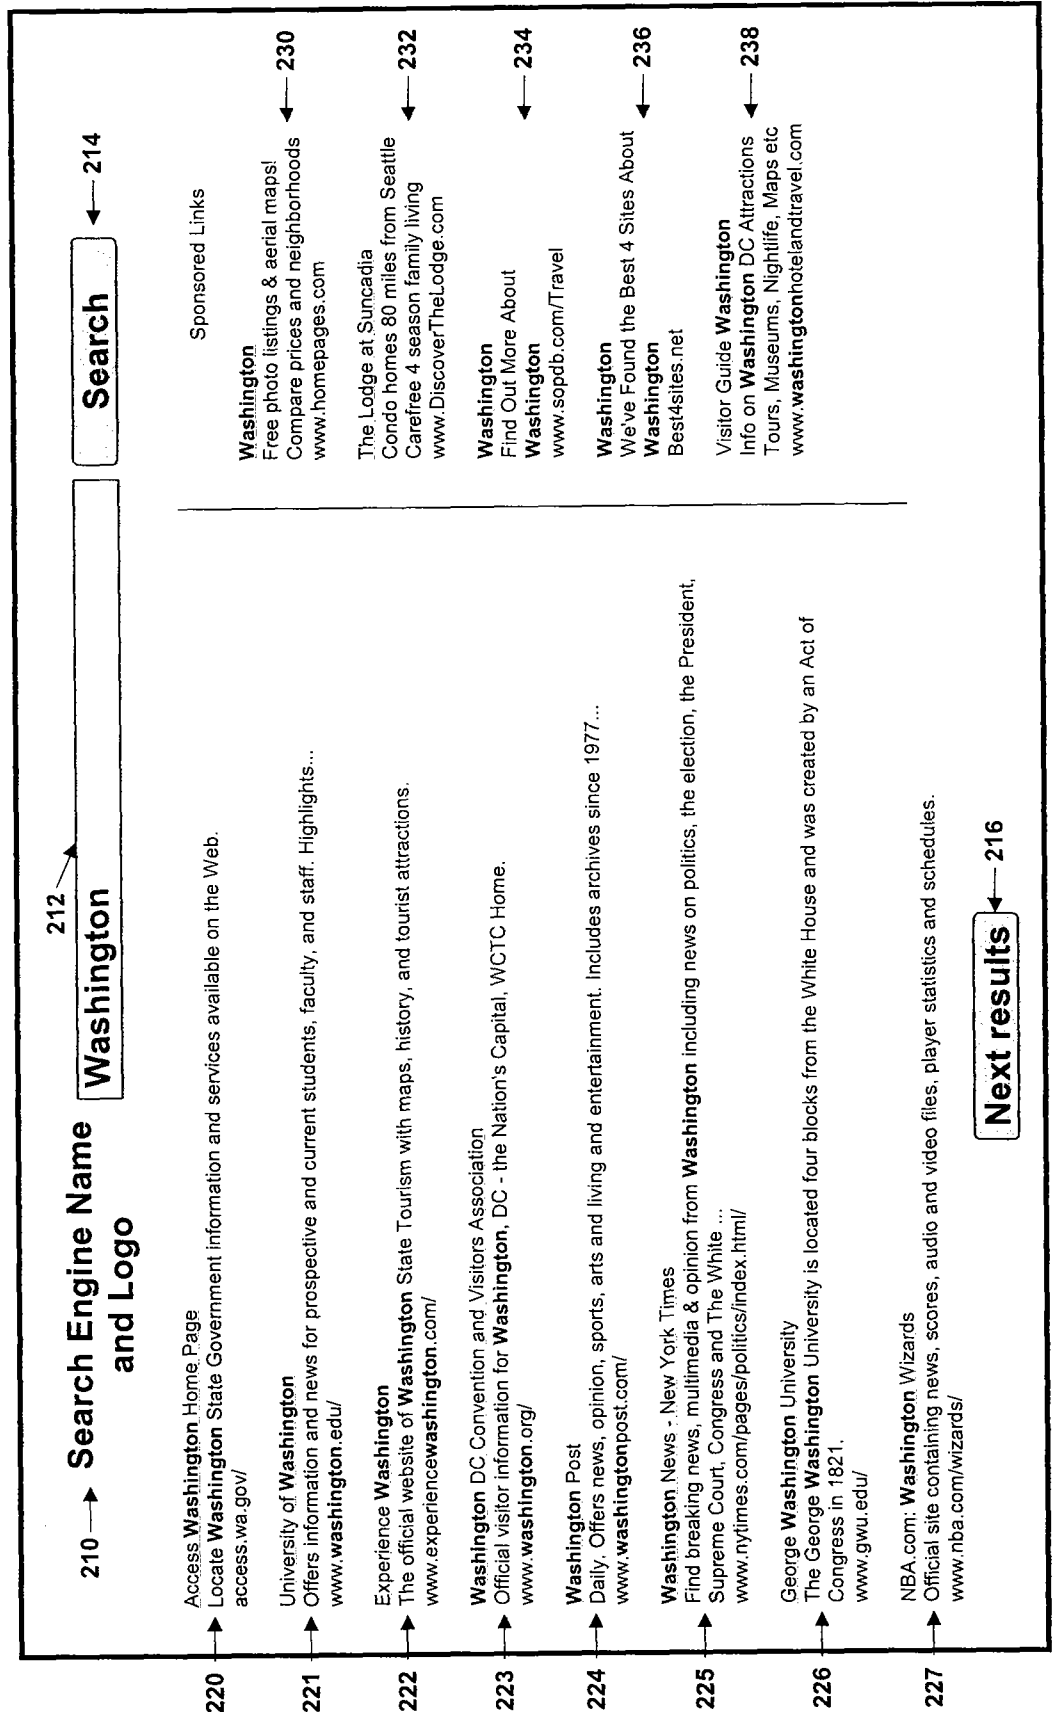 212
210 Search Engine Name
and Logo
Washington
Search
214
220
Access Washington Home Page
Locate Washington State Government information and services available on the Web.
access.wa.gov/
221
University of Washington
Offers information and news for prospective and current students, faculty, and staff. Highlights...
www.washington.edu/
222
Experience Washington
The official website of Washington State Tourism with maps, history, and tourist attractions.
www.experiencewashington.com/
223
Washington DC Convention and Visitors Association
Official visitor information for Washington, DC - the Nation's Capital, WCTC Home.
www.washington.org/
224
Washington Post
Daily. Offers news, opinion, sports, arts and living and entertainment. Includes archives since 1977...
www.washingtonpost.com/
225
Washington News - New York Times
Find breaking news, multimedia & opinion from Washington including news on politics, the election, the President,
Supreme Court, Congress and The White ...
www.nytimes.com/pages/politics/index.html/
226
George Washington University
The George Washington University is located four blocks from the White House and was created by an Act of
Congress in 1821.
www.gwu.edu/
227
NBA.com: Washington Wizards
Official site containing news, scores, audio and video files, player statistics and schedules.
www.nba.com/wizards/
Next results
216
Sponsored Links
Washington
Free photo listings & aerial maps!
Compare prices and neighborhoods
www.homepages.com
230
The Lodge at Suncadia
Condo homes 80 miles from Seattle
Carefree 4 season family living
www.DiscoverTheLodge.com
232
Washington
Find Out More About
Washington
www.sopdb.com/Travel
234
Washington
We've Found the Best 4 Sites About
Washington
Best4sites.net
236
Visitor Guide Washington
Info on Washington DC Attractions
Tours, Museums, Nightlife, Maps etc
www.washingtonhotelandtravel.com
238